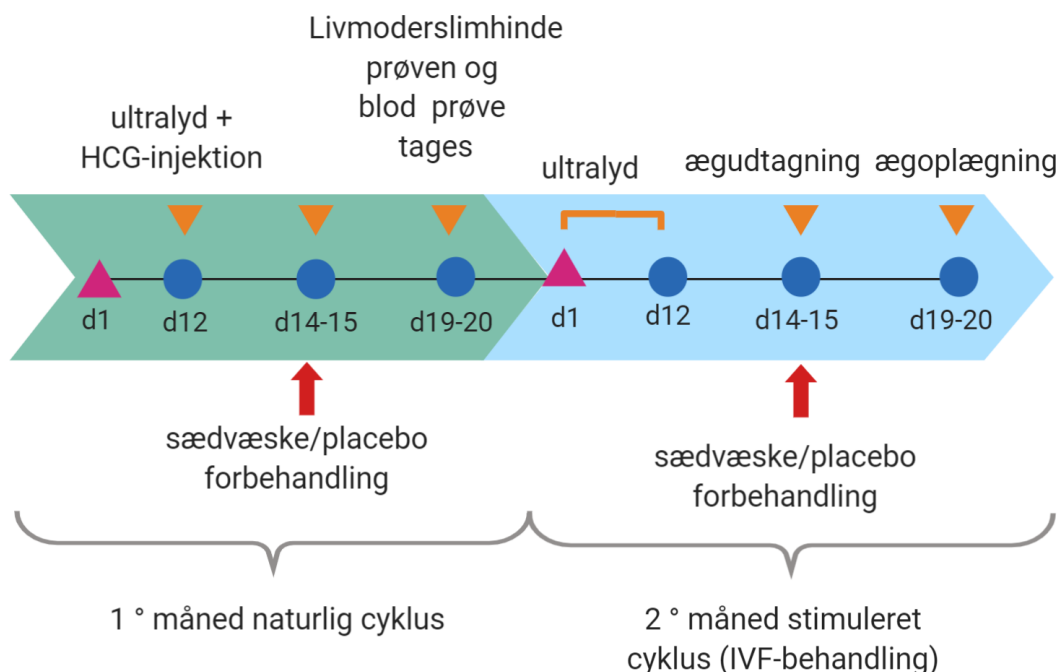 Livmoderslimhinde
prøven og
blod prøve
tages
ultralyd +
HCG-injektion
ultralyd
ægudtagning
ægoplægning
d1
d12
d14-15
d19-20
d1
d12
d14-15
d19-20
sædvæske/placebo
forbehandling
sædvæske/placebo
forbehandling
1 ° måned naturlig cyklus
2 ° måned stimuleret
cyklus (IVF-behandling)